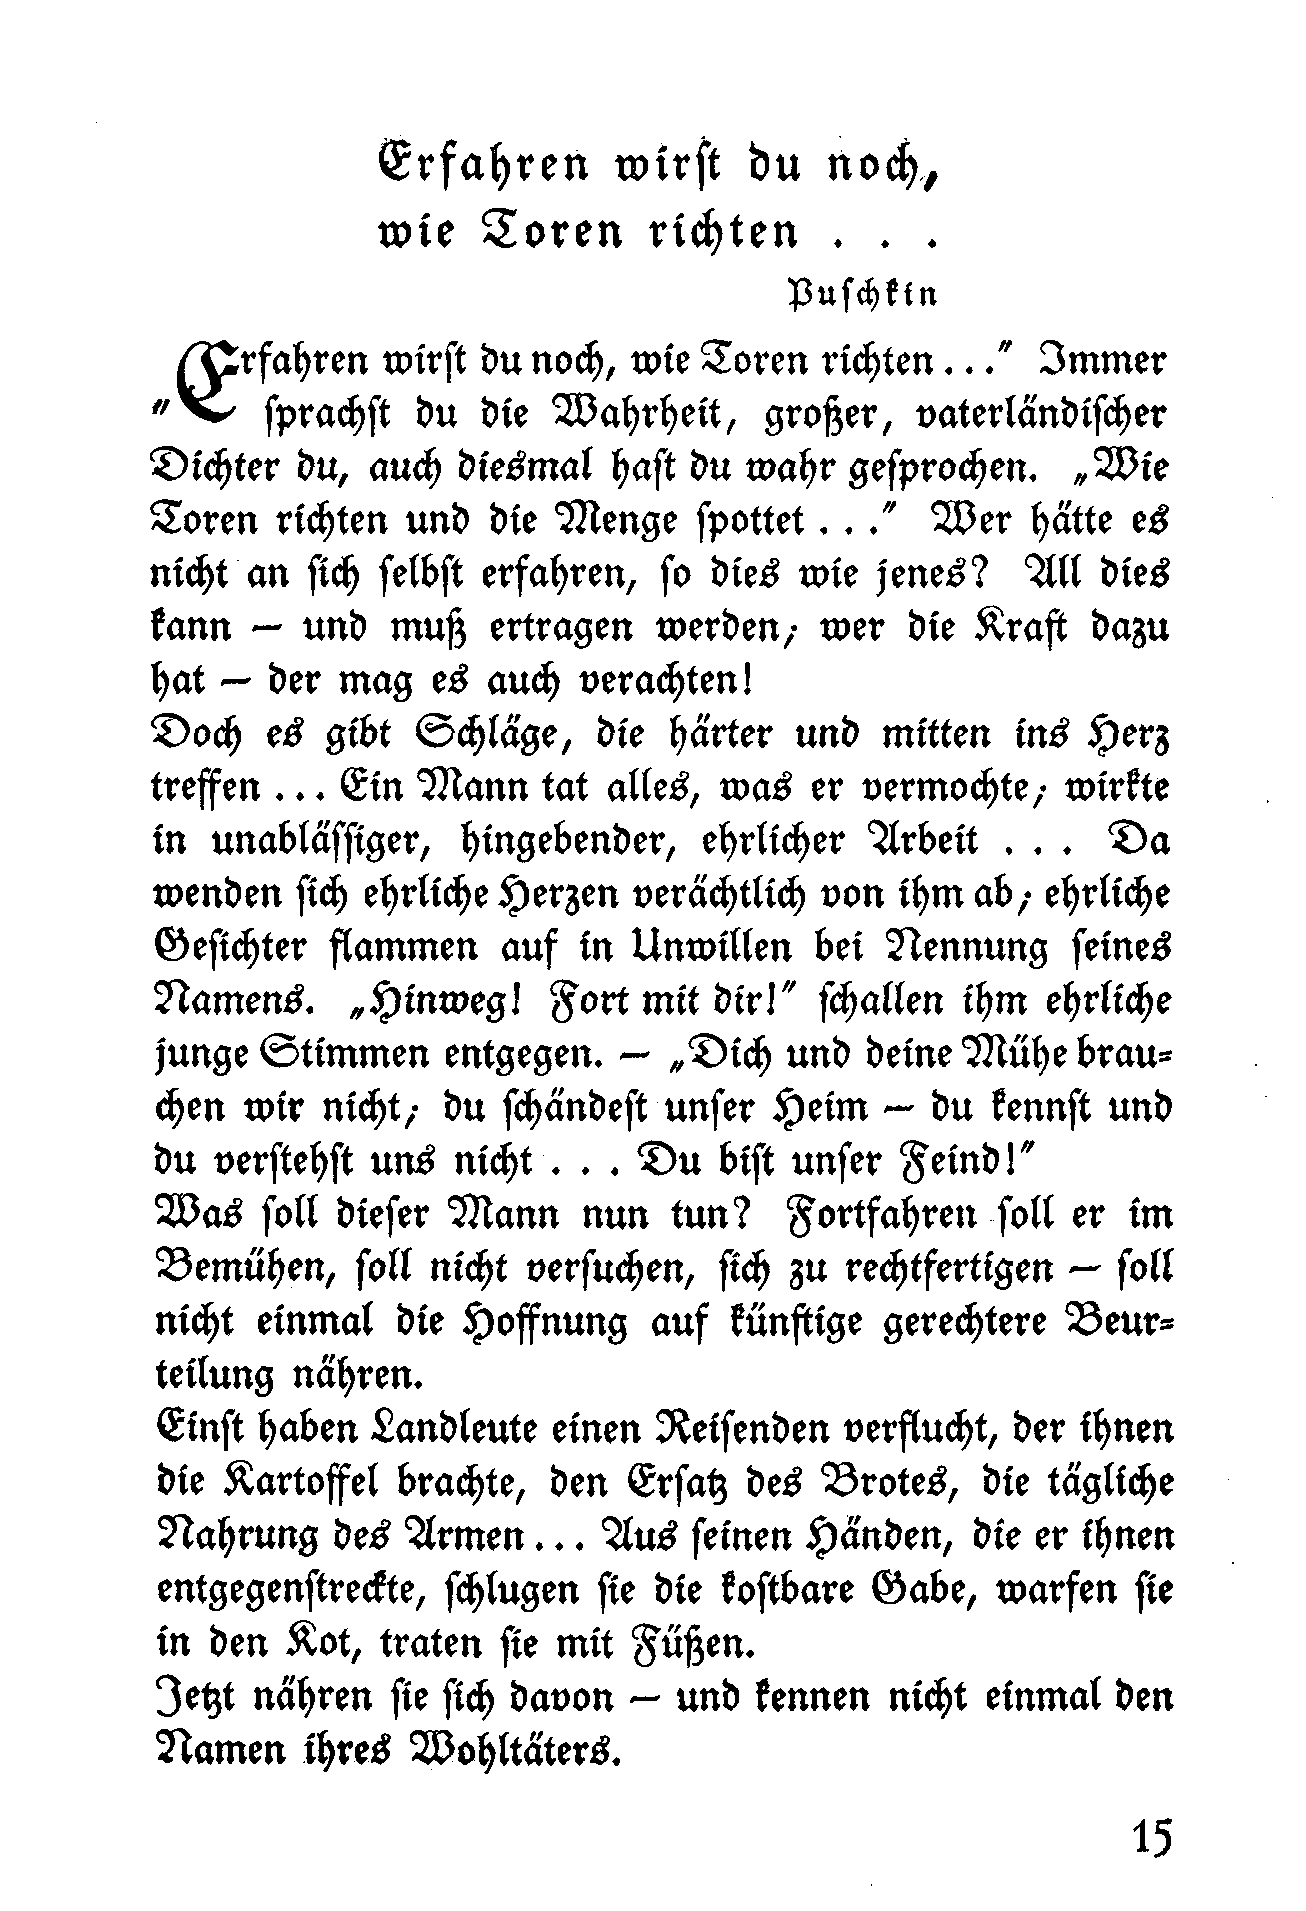 Erfahren wirst du noch,
wie Toren richten . . .
Puschkin
„Erfahren wirst du noch, wie Toren richten . . .“ Immer
sprachst du die Wahrheit, großer, vaterländischer
Dichter du, auch diesmal hast du wahr gesprochen. „Wie
Toren richten und die Menge spottet . . .“ Wer hätte es
nicht an sich selbst erfahren, so dies wie jenes? All dies
kann – und muß ertragen werden; wer die Kraft dazu
hat – der mag es auch verachten!
Doch es gibt Schläge, die härter und mitten ins Herz
treffen . . . Ein Mann tat alles, was er vermochte; wirkte
in unablässiger, hingebender, ehrlicher Arbeit . . . Da
wenden sich ehrliche Herzen verächtlich von ihm ab; ehrliche
Gesichter flammen auf in Unwillen bei Nennung seines
Namens. „Hinweg! Fort mit dir!“ schallen ihm ehrliche
junge Stimmen entgegen. – „Dich und deine Mühe brau-
chen wir nicht; du schändest unser Heim – du kennst und
du verstehst uns nicht . . . Du bist unser Feind!“
Was soll dieser Mann nun tun? Fortfahren soll er im
Bemühen, soll nicht versuchen, sich zu rechtfertigen – soll
nicht einmal die Hoffnung auf künftige gerechtere Beur-
teilung nähren.
Einst haben Landleute einen Reisenden verflucht, der ihnen
die Kartoffel brachte, den Ersatz des Brotes, die tägliche
Nahrung des Armen . . . Aus seinen Händen, die er ihnen
entgegenstreckte, schlugen sie die kostbare Gabe, warfen sie
in den Kot, traten sie mit Füßen.
Jetzt nähren sie sich davon – und kennen nicht einmal den
Namen ihres Wohltäters.
15